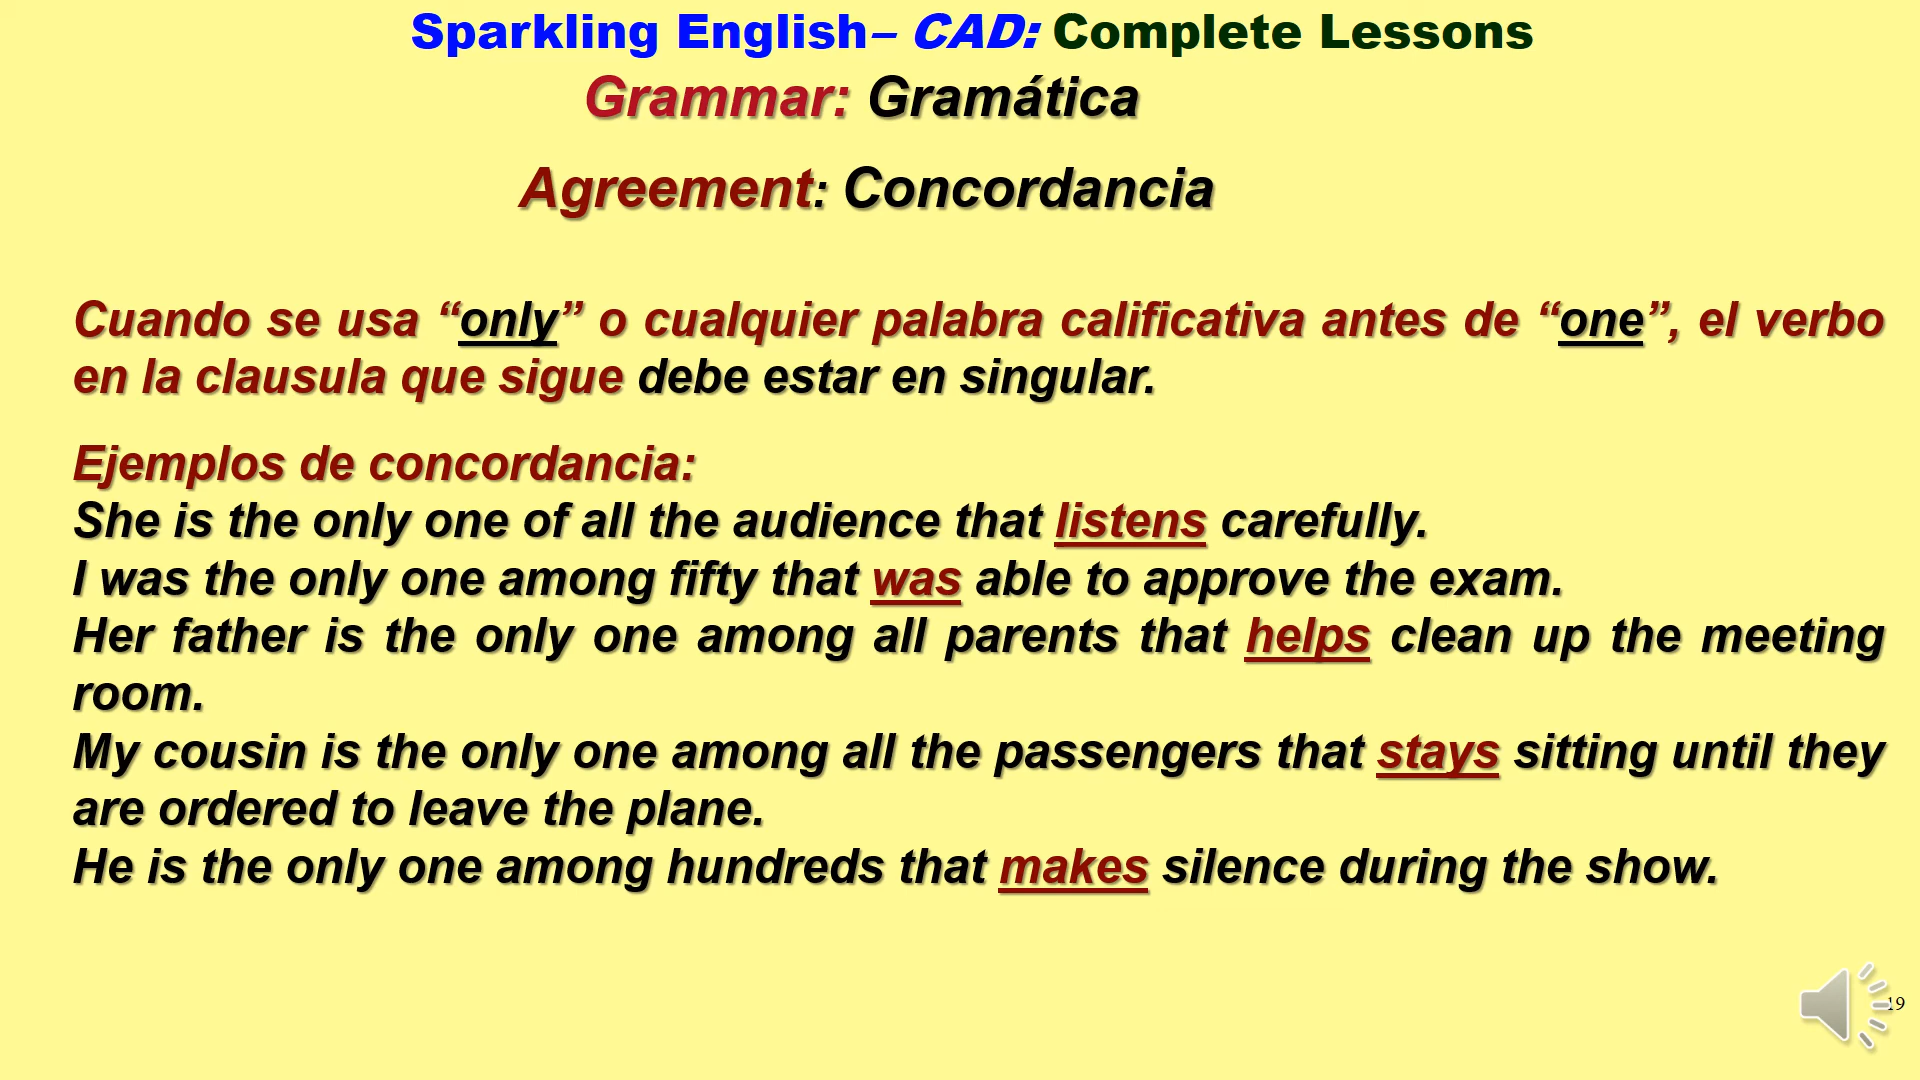 Sparkling English– CAD: Complete Lessons
Grammar: Gramática
Agreement: Concordancia
Cuando se usa “only” o cualquier palabra calificativa antes de “one”, el verbo
en la clausula que sigue debe estar en singular.
Ejemplos de concordancia:
She is the only one of all the audience that listens carefully.
I was the only one among fifty that was able to approve the exam.
Her father is the only one among all parents that helps clean up the meeting
room.
My cousin is the only one among all the passengers that stays sitting until they
are ordered to leave the plane.
He is the only one among hundreds that makes silence during the show.
19